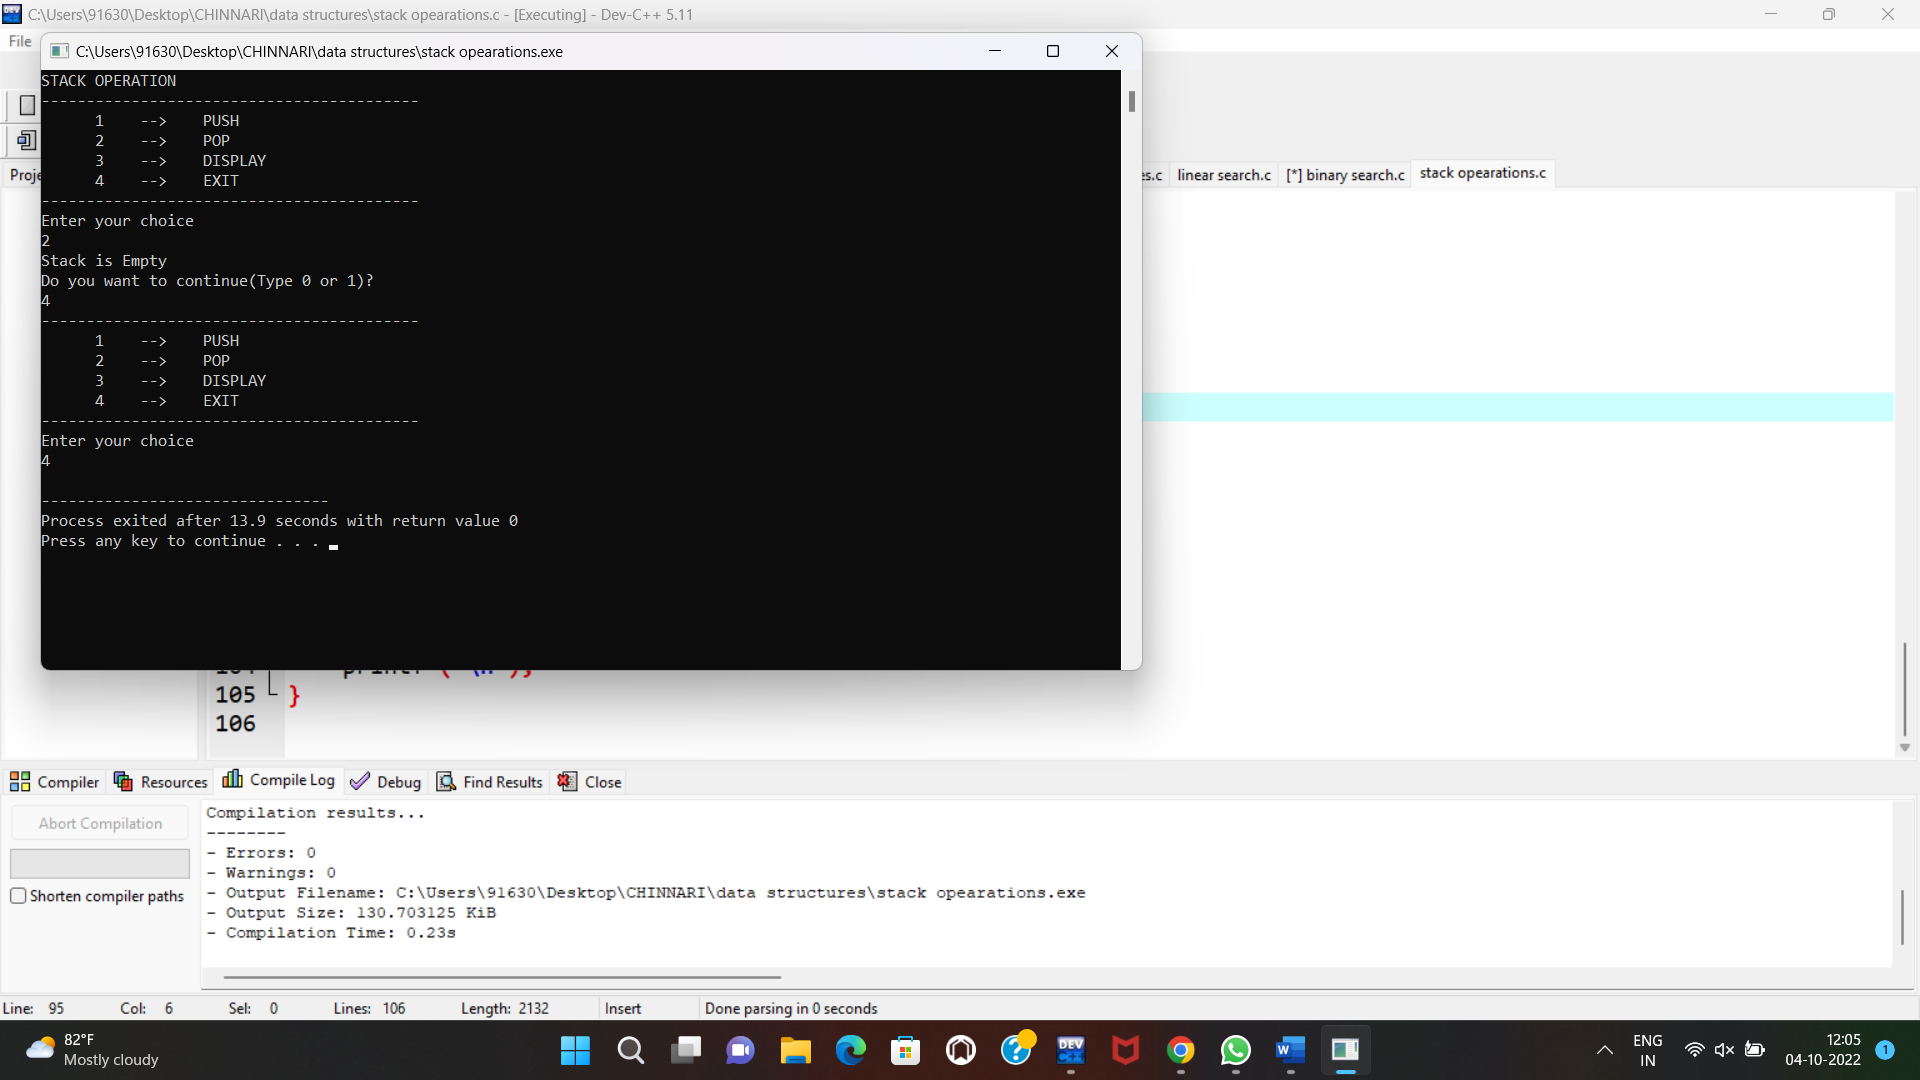 C:\Users\91630\Desktop\CHINNARI\data structures\stack opearations.c - [Executing] - Dev-C++ 5.11
File
C:\Users\91630\Desktop\CHINNARI\data structures\stack opearations.exe
STACK OPERATION
------------------------------------------
1 --> PUSH
2 --> POP
3 --> DISPLAY
4 --> EXIT
------------------------------------------
Enter your choice
2
Stack is Empty
Do you want to continue(Type 0 or 1)?
4
------------------------------------------
1 --> PUSH
2 --> POP
3 --> DISPLAY
4 --> EXIT
------------------------------------------
Enter your choice
4
--------------------------------
Process exited after 13.9 seconds with return value 0
Press any key to continue . . .
Proje
es.c linear search.c [*] binary search.c stack opearations.c
105 }
106
Compiler Resources Compile Log Debug Find Results Close
Abort Compilation
Shorten compiler paths
Compilation results...
--------
- Errors: 0
- Warnings: 0
- Output Filename: C:\Users\91630\Desktop\CHINNARI\data structures\stack opearations.exe
- Output Size: 130.703125 KiB
- Compilation Time: 0.23s
Line: 95 Col: 6 Sel: 0 Lines: 106 Length: 2132 Insert Done parsing in 0 seconds
82°F
Mostly cloudy
DEV
C++
W
ENG
IN
12:05
04-10-2022
1